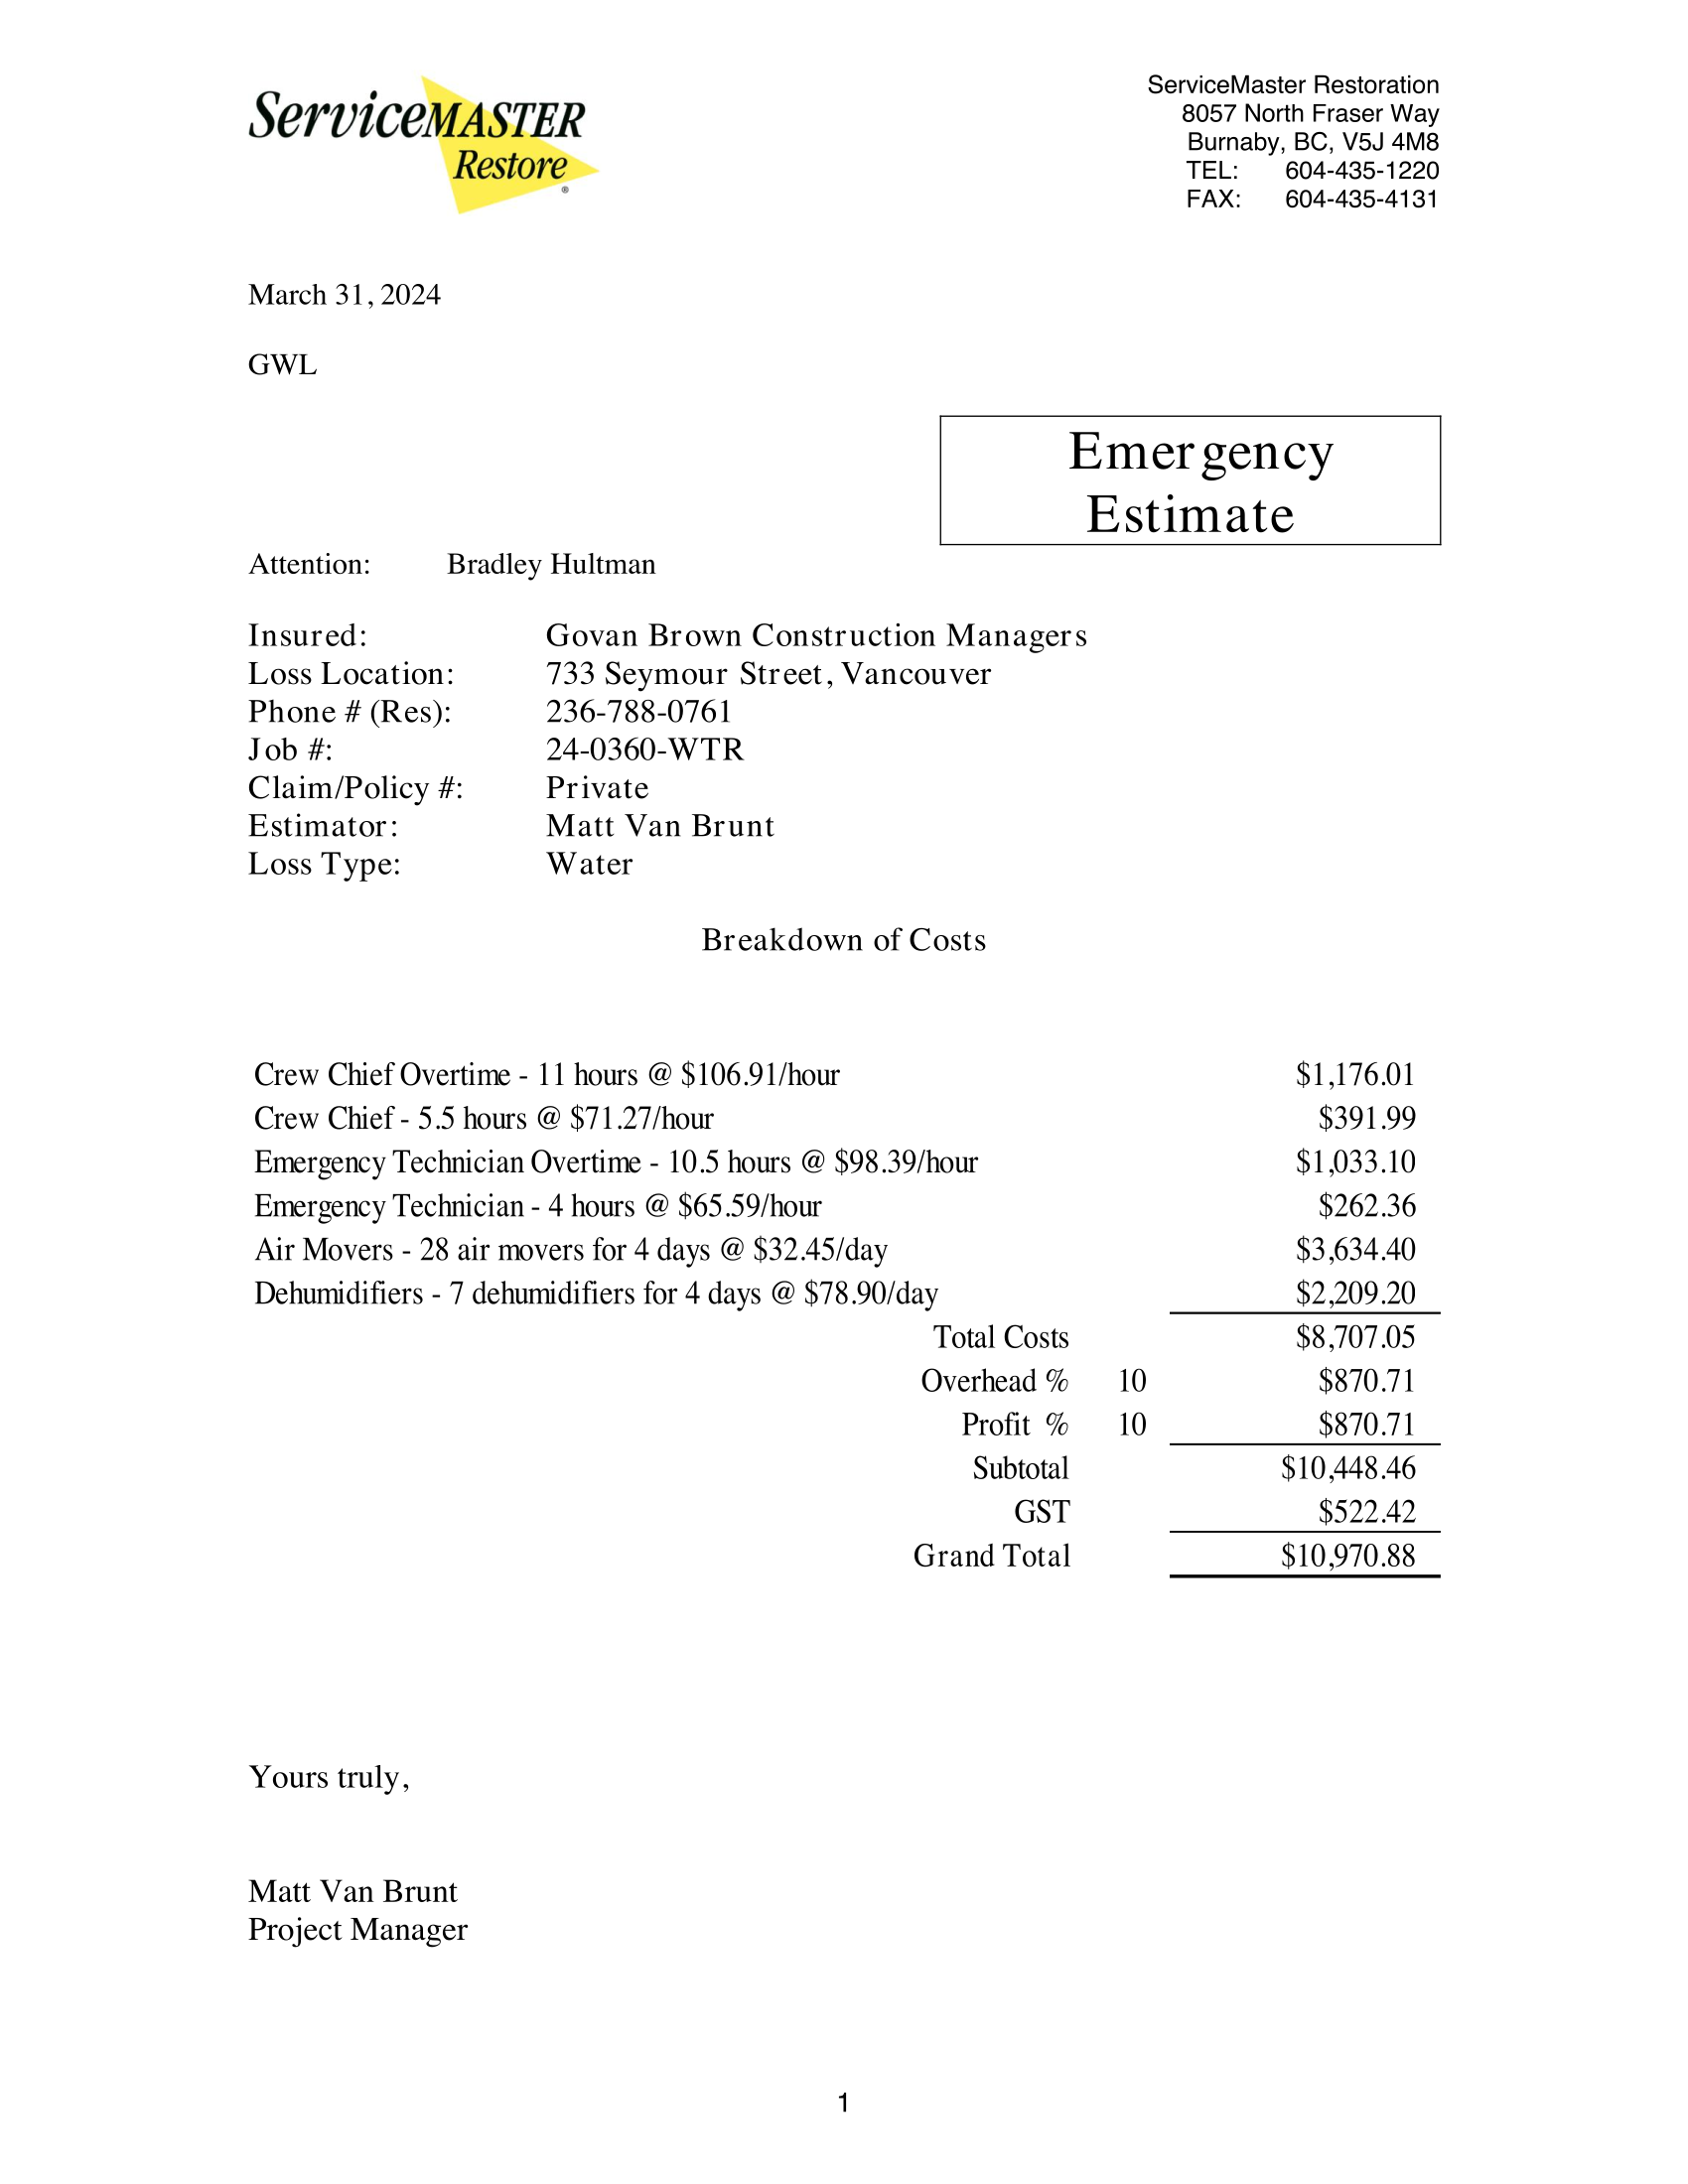 ServiceMASTER
Restore
®
ServiceMaster Restoration
8057 North Fraser Way
Burnaby, BC, V5J 4M8
TEL: 604-435-1220
FAX: 604-435-4131
March 31, 2024
GWL
Emergency
Estimate
Attention: Bradley Hultman
Insured: Govan Brown Construction Managers
Loss Location: 733 Seymour Street, Vancouver
Phone # (Res): 236-788-0761
Job #: 24-0360-WTR
Claim/Policy #: Private
Estimator: Matt Van Brunt
Loss Type: Water
Breakdown of Costs
Crew Chief Overtime - 11 hours @ $106.91/hour $1,176.01
Crew Chief - 5.5 hours @ $71.27/hour $391.99
Emergency Technician Overtime - 10.5 hours @ $98.39/hour $1,033.10
Emergency Technician - 4 hours @ $65.59/hour $262.36
Air Movers - 28 air movers for 4 days @ $32.45/day $3,634.40
Dehumidifiers - 7 dehumidifiers for 4 days @ $78.90/day $2,209.20
Total Costs $8,707.05
Overhead % 10 $870.71
Profit % 10 $870.71
Subtotal $10,448.46
GST $522.42
Grand Total $10,970.88
Yours truly,
Matt Van Brunt
Project Manager
1